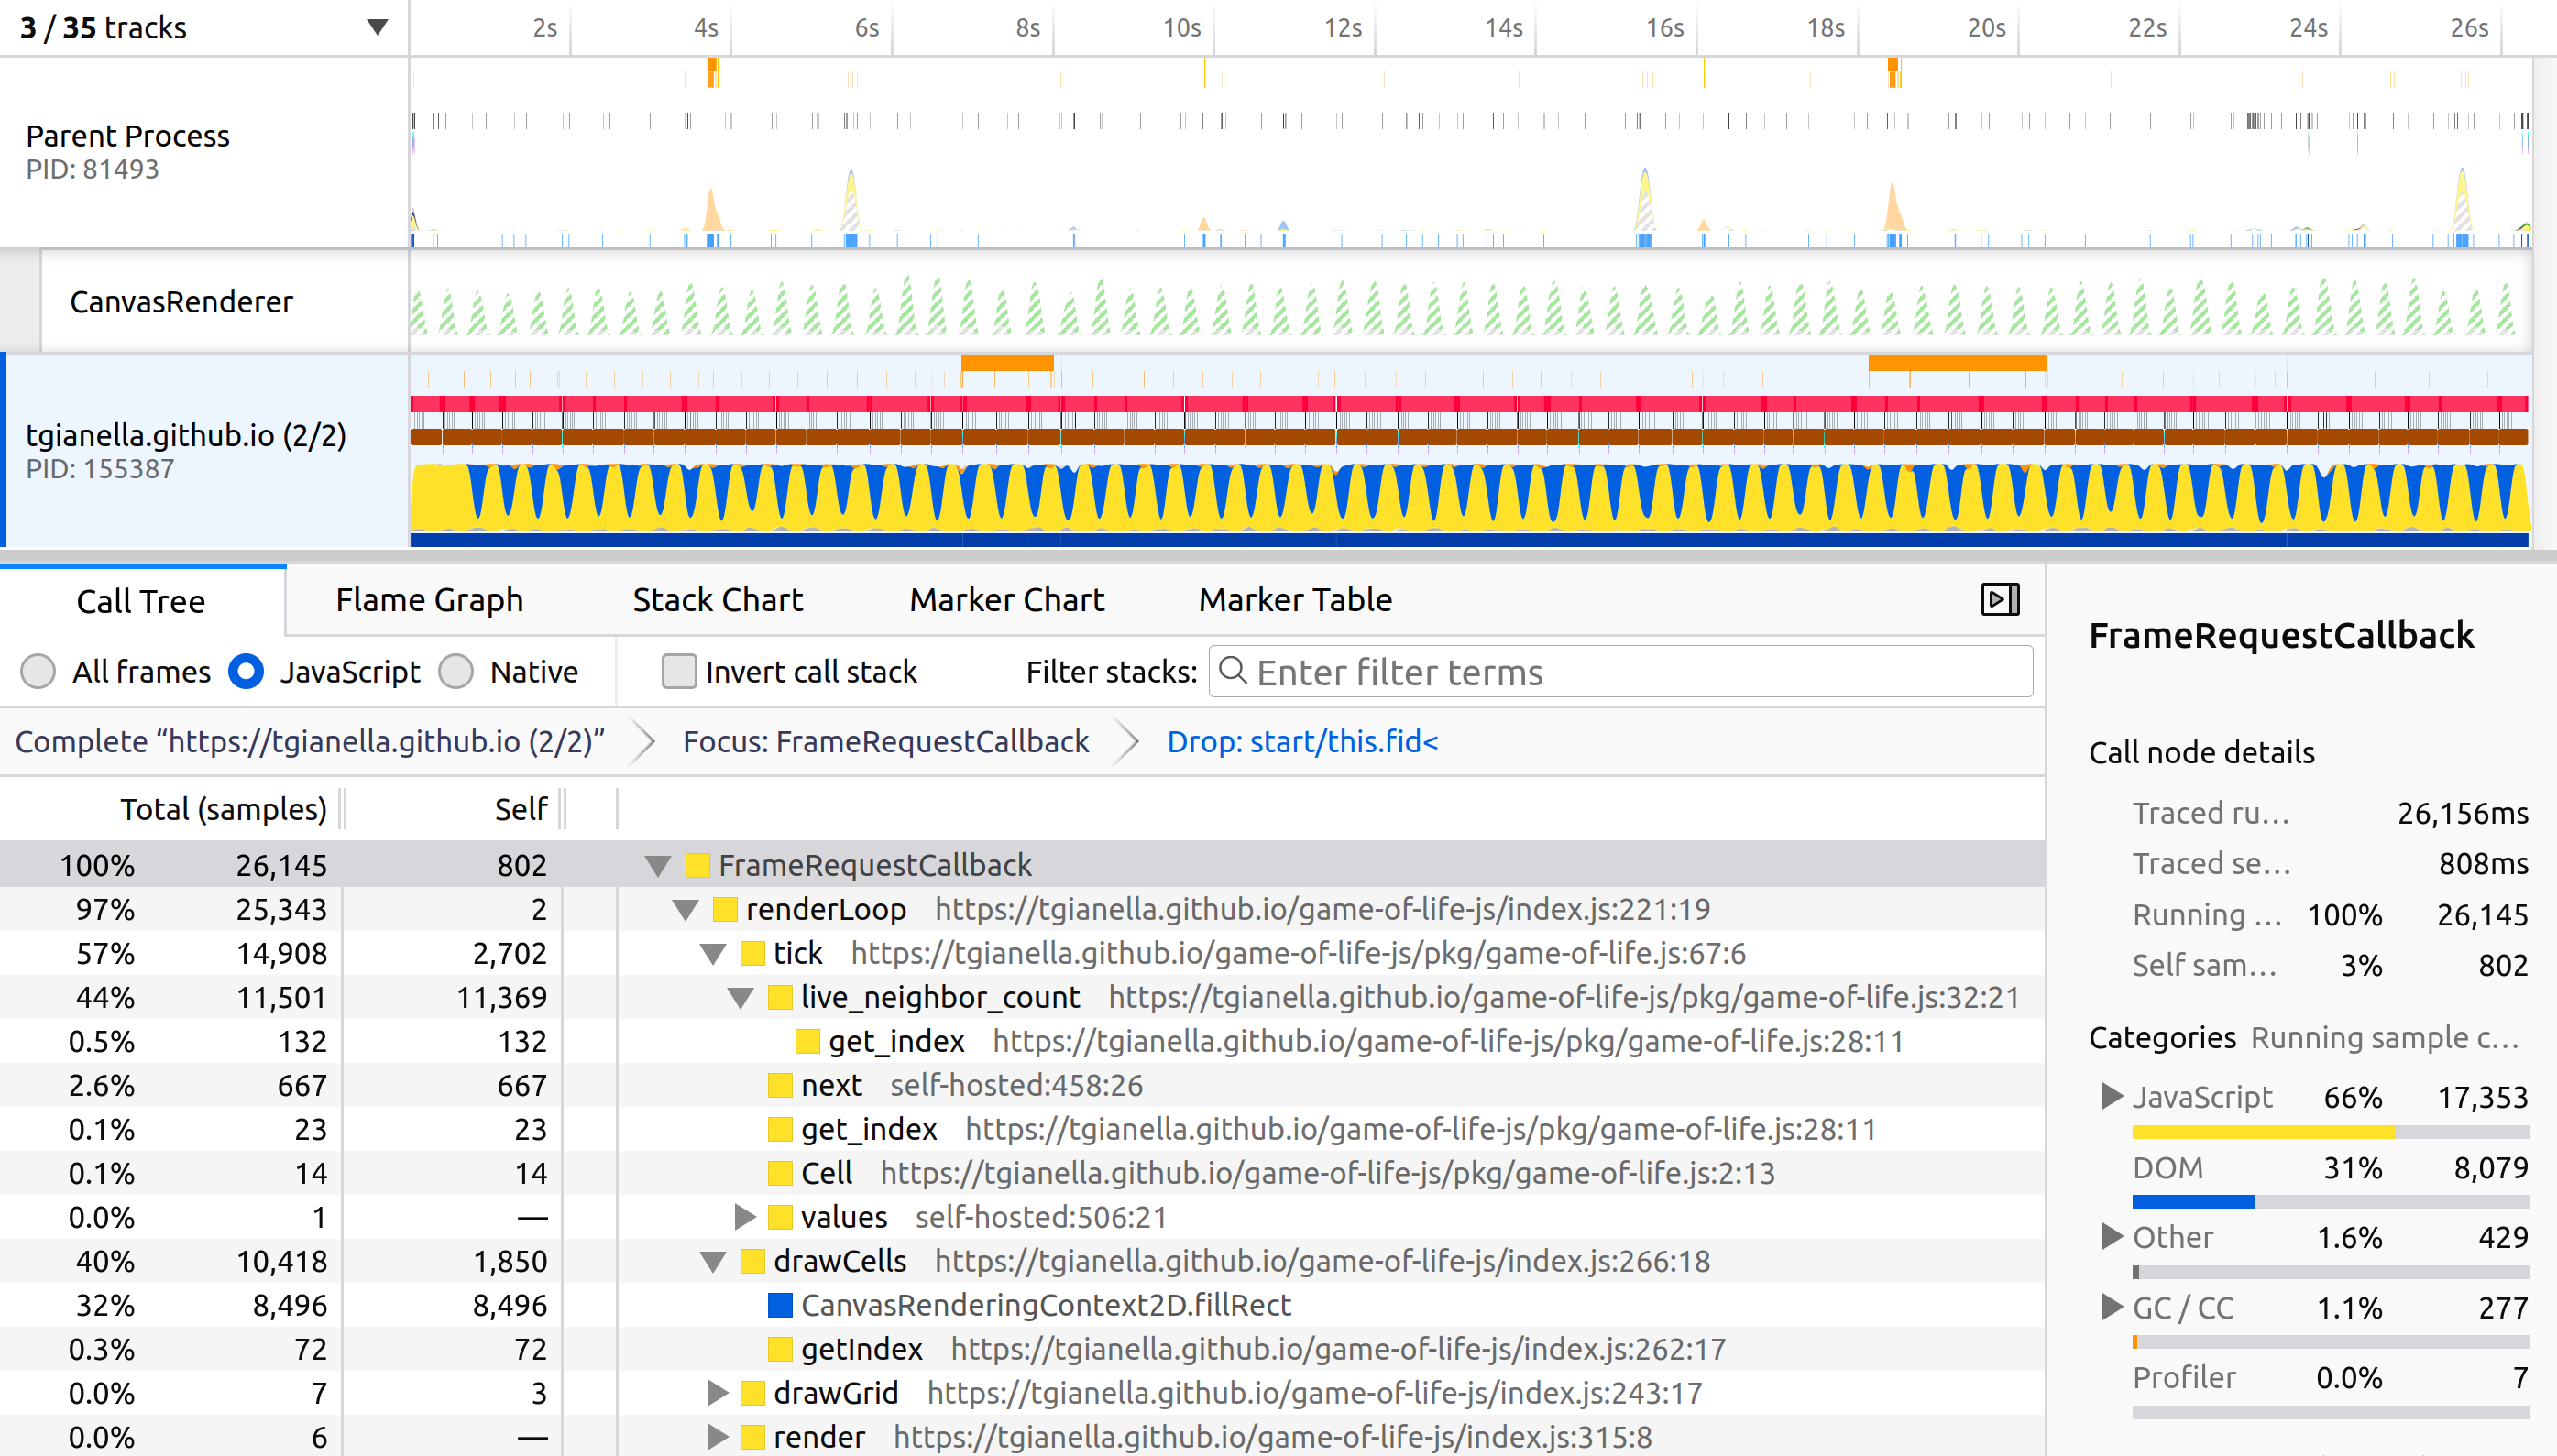 3 / 35 tracks
2s 4s 6s 8s 10s 12s 14s 16s 18s 20s 22s 24s 26s
Parent Process
PID: 81493
CanvasRenderer
tgianella.github.io (2/2)
PID: 155387
Call Tree Flame Graph Stack Chart Marker Chart Marker Table
All frames JavaScript Native Invert call stack Filter stacks: Enter filter terms
Complete “https://tgianella.github.io (2/2)” Focus: FrameRequestCallback Drop: start/this.fid<
Total (samples) Self
100% 26,145 802 FrameRequestCallback
97% 25,343 2 renderLoop https://tgianella.github.io/game-of-life-js/index.js:221:19
57% 14,908 2,702 tick https://tgianella.github.io/game-of-life-js/pkg/game-of-life.js:67:6
44% 11,501 11,369 live_neighbor_count https://tgianella.github.io/game-of-life-js/pkg/game-of-life.js:32:21
0.5% 132 132 get_index https://tgianella.github.io/game-of-life-js/pkg/game-of-life.js:28:11
2.6% 667 667 next self-hosted:458:26
0.1% 23 23 get_index https://tgianella.github.io/game-of-life-js/pkg/game-of-life.js:28:11
0.1% 14 14 Cell https://tgianella.github.io/game-of-life-js/pkg/game-of-life.js:2:13
0.0% 1 — values self-hosted:506:21
40% 10,418 1,850 drawCells https://tgianella.github.io/game-of-life-js/index.js:266:18
32% 8,496 8,496 CanvasRenderingContext2D.fillRect
0.3% 72 72 getIndex https://tgianella.github.io/game-of-life-js/index.js:262:17
0.0% 7 3 drawGrid https://tgianella.github.io/game-of-life-js/index.js:243:17
0.0% 6 — render https://tgianella.github.io/game-of-life-js/index.js:315:8
FrameRequestCallback
Call node details
Traced ru… 26,156ms
Traced se… 808ms
Running … 100% 26,145
Self sam… 3% 802
Categories Running sample c…
JavaScript 66% 17,353
DOM 31% 8,079
Other 1.6% 429
GC / CC 1.1% 277
Profiler 0.0% 7